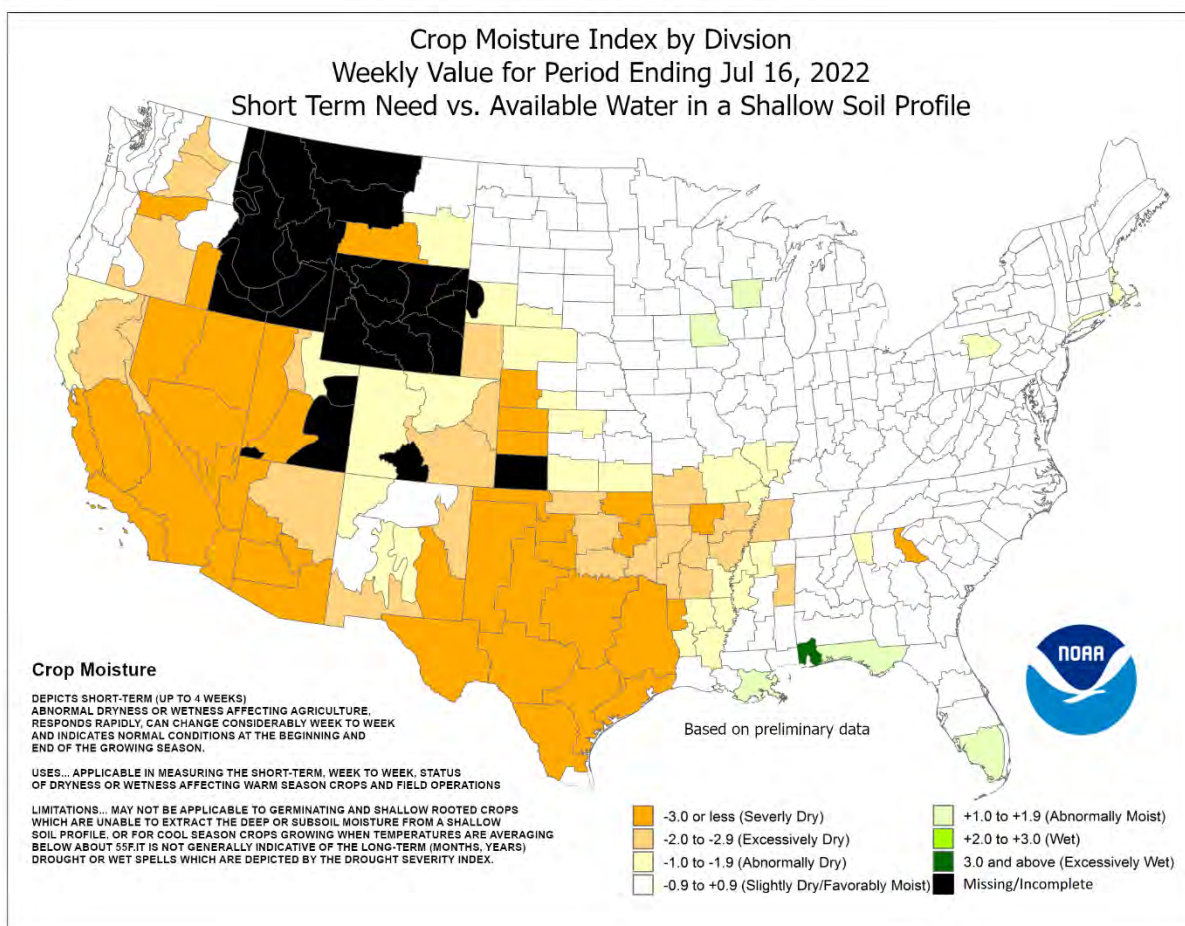 Crop Moisture Index by Divsion
Weekly Value for Period Ending Jul 16, 2022
Short Term Need vs. Available Water in a Shallow Soil Profile
NOAA
Crop Moisture
DEPICTS SHORT-TERM (UP TO 4 WEEKS)
ABNORMAL DRYNESS OR WETNESS AFFECTING AGRICULTURE,
RESPONDS RAPIDLY, CAN CHANGE CONSIDERABLY WEEK TO WEEK
AND INDICATES NORMAL CONDITIONS AT THE BEGINNING AND
END OF THE GROWING SEASON.
USES... APPLICABLE IN MEASURING THE SHORT-TERM, WEEK TO WEEK, STATUS
OF DRYNESS OR WETNESS AFFECTING WARM SEASON CROPS AND FIELD OPERATIONS
LIMITATIONS... MAY NOT BE APPLICABLE TO GERMINATING AND SHALLOW ROOTED CROPS
WHICH ARE UNABLE TO EXTRACT THE DEEP OR SUBSOIL MOISTURE FROM A SHALLOW
SOIL PROFILE, OR FOR COOL SEASON CROPS GROWING WHEN TEMPERATURES ARE AVERAGING
BELOW ABOUT 55F.IT IS NOT GENERALLY INDICATIVE OF THE LONG-TERM (MONTHS, YEARS)
DROUGHT OR WET SPELLS WHICH ARE DEPICTED BY THE DROUGHT SEVERITY INDEX.
Based on preliminary data
-3.0 or less (Severly Dry)
-2.0 to -2.9 (Excessively Dry)
-1.0 to -1.9 (Abnormally Dry)
-0.9 to +0.9 (Slightly Dry/Favorably Moist)
+1.0 to +1.9 (Abnormally Moist)
+2.0 to +3.0 (Wet)
3.0 and above (Excessively Wet)
Missing/Incomplete